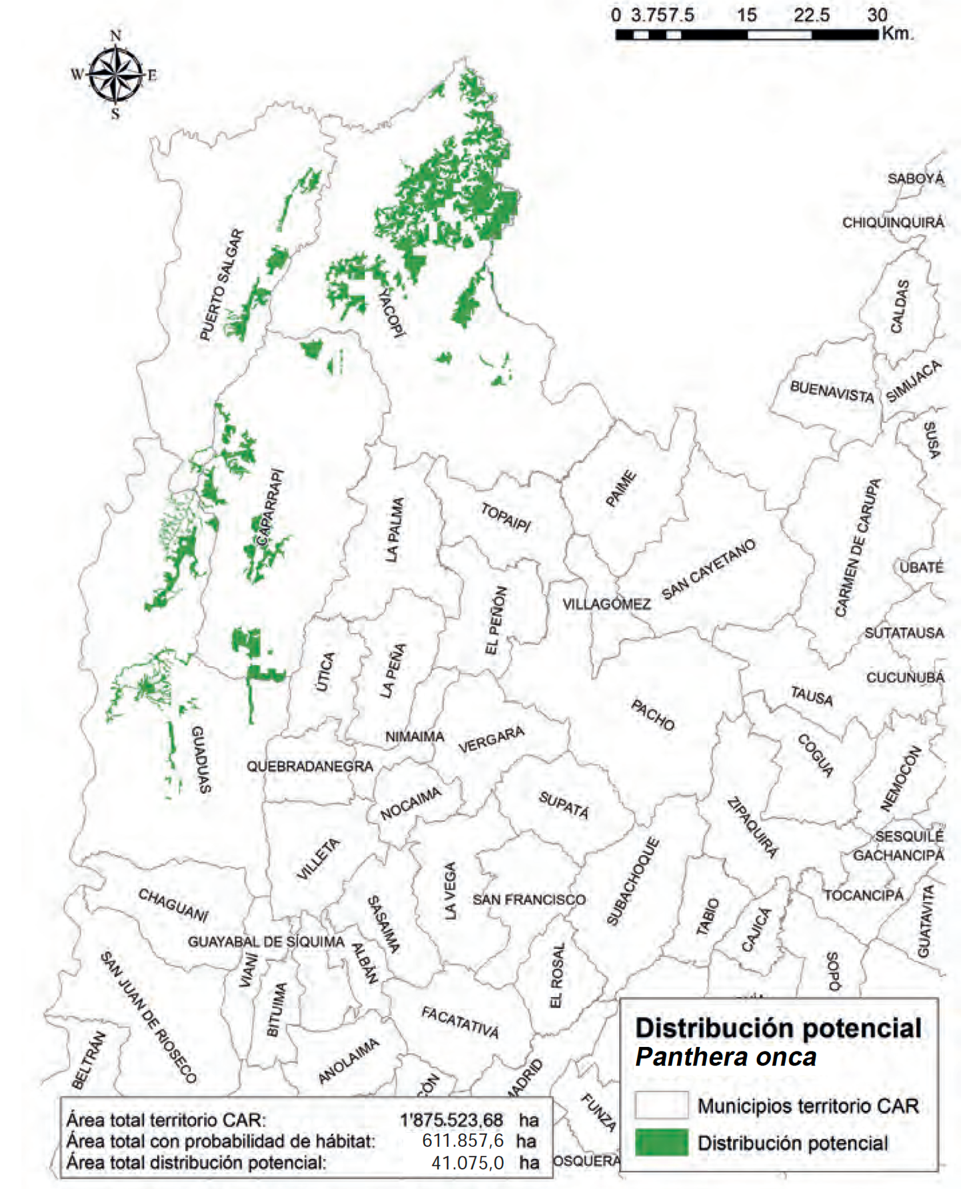 0 3.757.5 15 22.5 30
Km.
N
W E
S
SABOYÁ
CHIQUINQUIRÁ
CALDAS
PUERTO SALGAR
YACOPÍ
BUENAVISTA
SIMIJACA
SUSA
CAPARRAPÍ
LA PALMA
TOPAIPÍ
PAIME
SAN CAYETANO
CARMEN DE CARUPA
UBATÉ
EL PEÑÓN
VILLAGÓMEZ
SUTATAUSA
ÚTICA
LA PEÑA
CUCUNUBÁ
TAUSA
PACHO
GUADUAS
NIMAIMA
VERGARA
COGUA
QUEBRADANEGRA
NEMOCÓN
NOCAIMA
SUPATÁ
ZIPAQUIRÁ
SESQUILÉ
GACHANCIPÁ
VILLETA
SUBACHOQUE
TOCANCIPÁ
LA VEGA
SAN FRANCISCO
CHAGUANÍ
SASAIMA
TABIO
CAJICÁ
GUATAVITA
GUAYABAL DE SÍQUIMA
ALBÁN
VIANÍ
EL ROSAL
SOPÓ
SAN JUAN DE RIOSECO
BITUIMA
FACATATIVÁ
BELTRÁN
ANOLAIMA
CÓN
MADRID
FUNZA
OSQUERA
Distribución potencial
Panthera onca
Municipios territorio CAR
Distribución potencial
Área total territorio CAR: 1'875.523,68 ha
Área total con probabilidad de hábitat: 611.857,6 ha
Área total distribución potencial: 41.075,0 ha